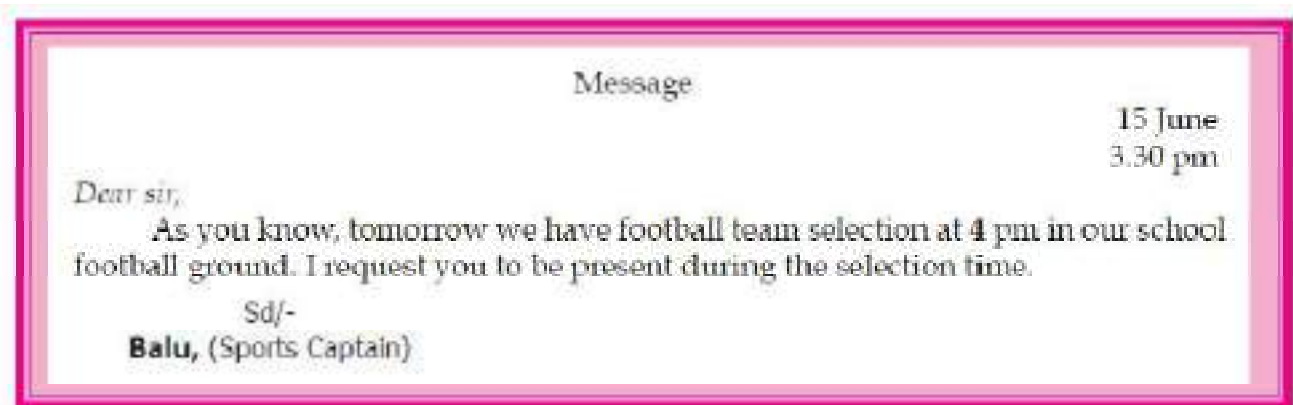 Message
15 June
3.30 pm
Dear sir,
As you know, tomorrow we have football team selection at 4 pm in our school
football ground. I request you to be present during the selection time.
Sd/-
Balu, (Sports Captain)